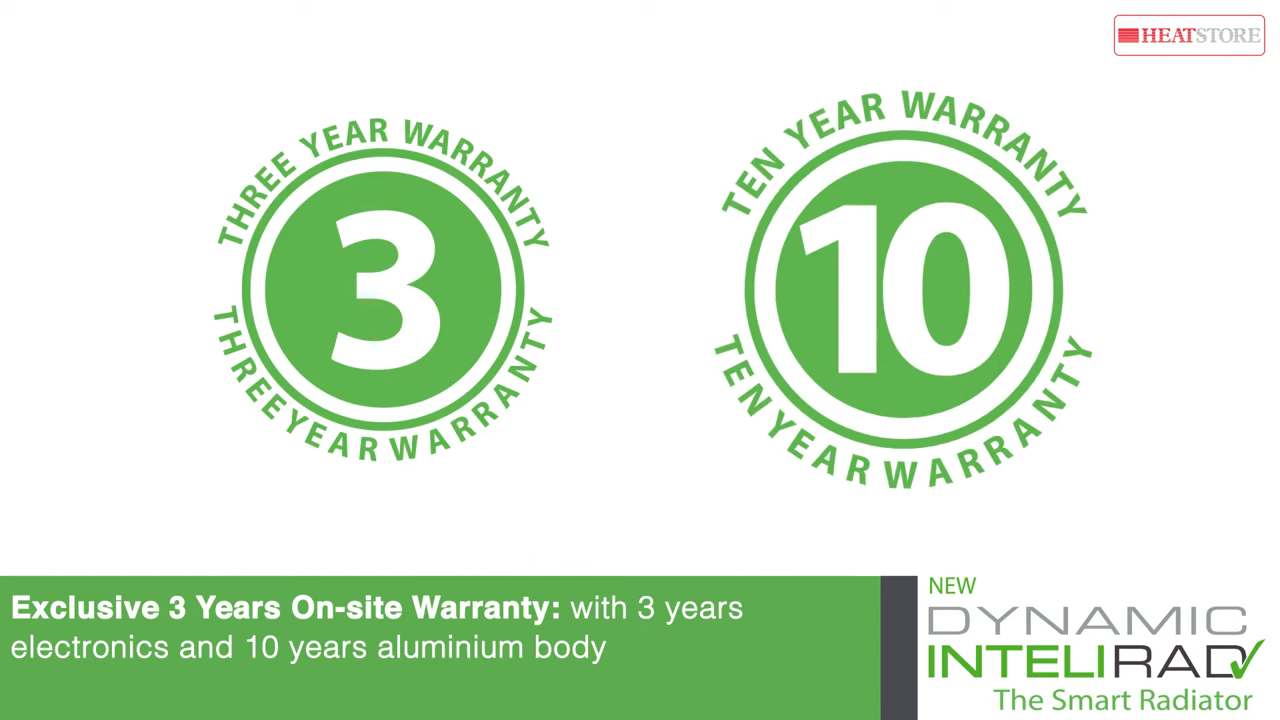 HEATSTORE
THREE YEAR WARRANTY
3
THREE YEAR WARRANTY
TEN YEAR WARRANTY
10
TEN YEAR WARRANTY
Exclusive 3 Years On-site Warranty: with 3 years
electronics and 10 years aluminium body
NEW
DYNAMIC
INTELIRAD
The Smart Radiator